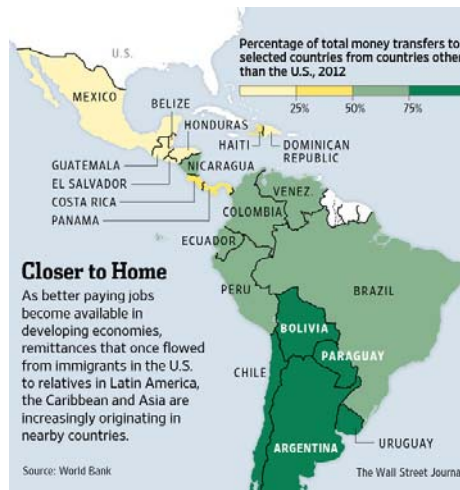 U.S.
Percentage of total money transfers to
selected countries from countries other
than the U.S., 2012
25% 50% 75%
MEXICO
BELIZE
HONDURAS
HAITI
DOMINICAN
REPUBLIC
GUATEMALA
NICARAGUA
EL SALVADOR
COSTA RICA
PANAMA
VENEZ.
COLOMBIA
ECUADOR
Closer to Home
As better paying jobs
become available in
developing economies,
remittances that once flowed
from immigrants in the U.S.
to relatives in Latin America,
the Caribbean and Asia are
increasingly originating in
nearby countries.
PERU
BRAZIL
BOLIVIA
PARAGUAY
CHILE
URUGUAY
ARGENTINA
Source: World Bank
The Wall Street Journal